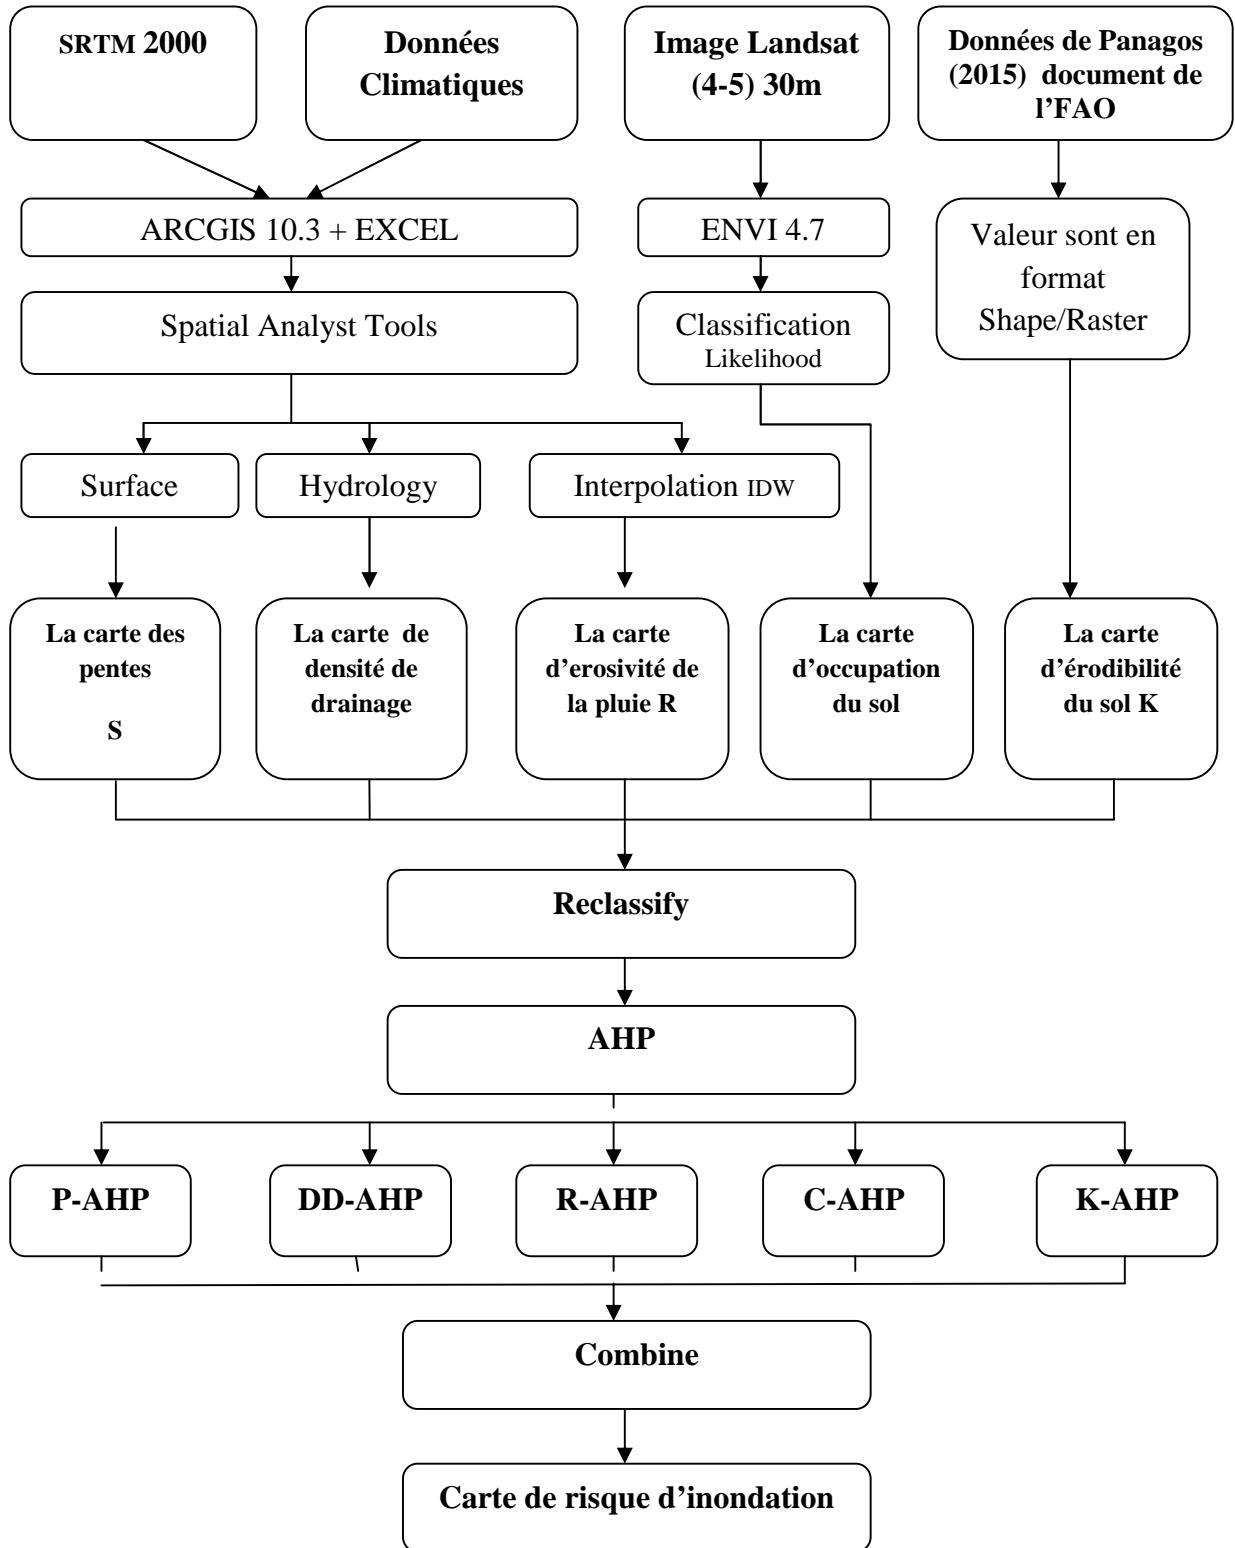 SRTM 2000
Données
Climatiques
Image Landsat
(4-5) 30m
Données de Panagos
(2015) document de
l’FAO
ARCGIS 10.3 + EXCEL
ENVI 4.7
Valeur sont en
format
Shape/Raster
Spatial Analyst Tools
Classification
Likelihood
Surface
Hydrology
Interpolation IDW
La carte des
pentes
S
La carte de
densité de
drainage
La carte
d’erosivité de
la pluie R
La carte
d’occupation
du sol
La carte
d’érodibilité
du sol K
Reclassify
AHP
P-AHP
DD-AHP
R-AHP
C-AHP
K-AHP
Combine
Carte de risque d’inondation